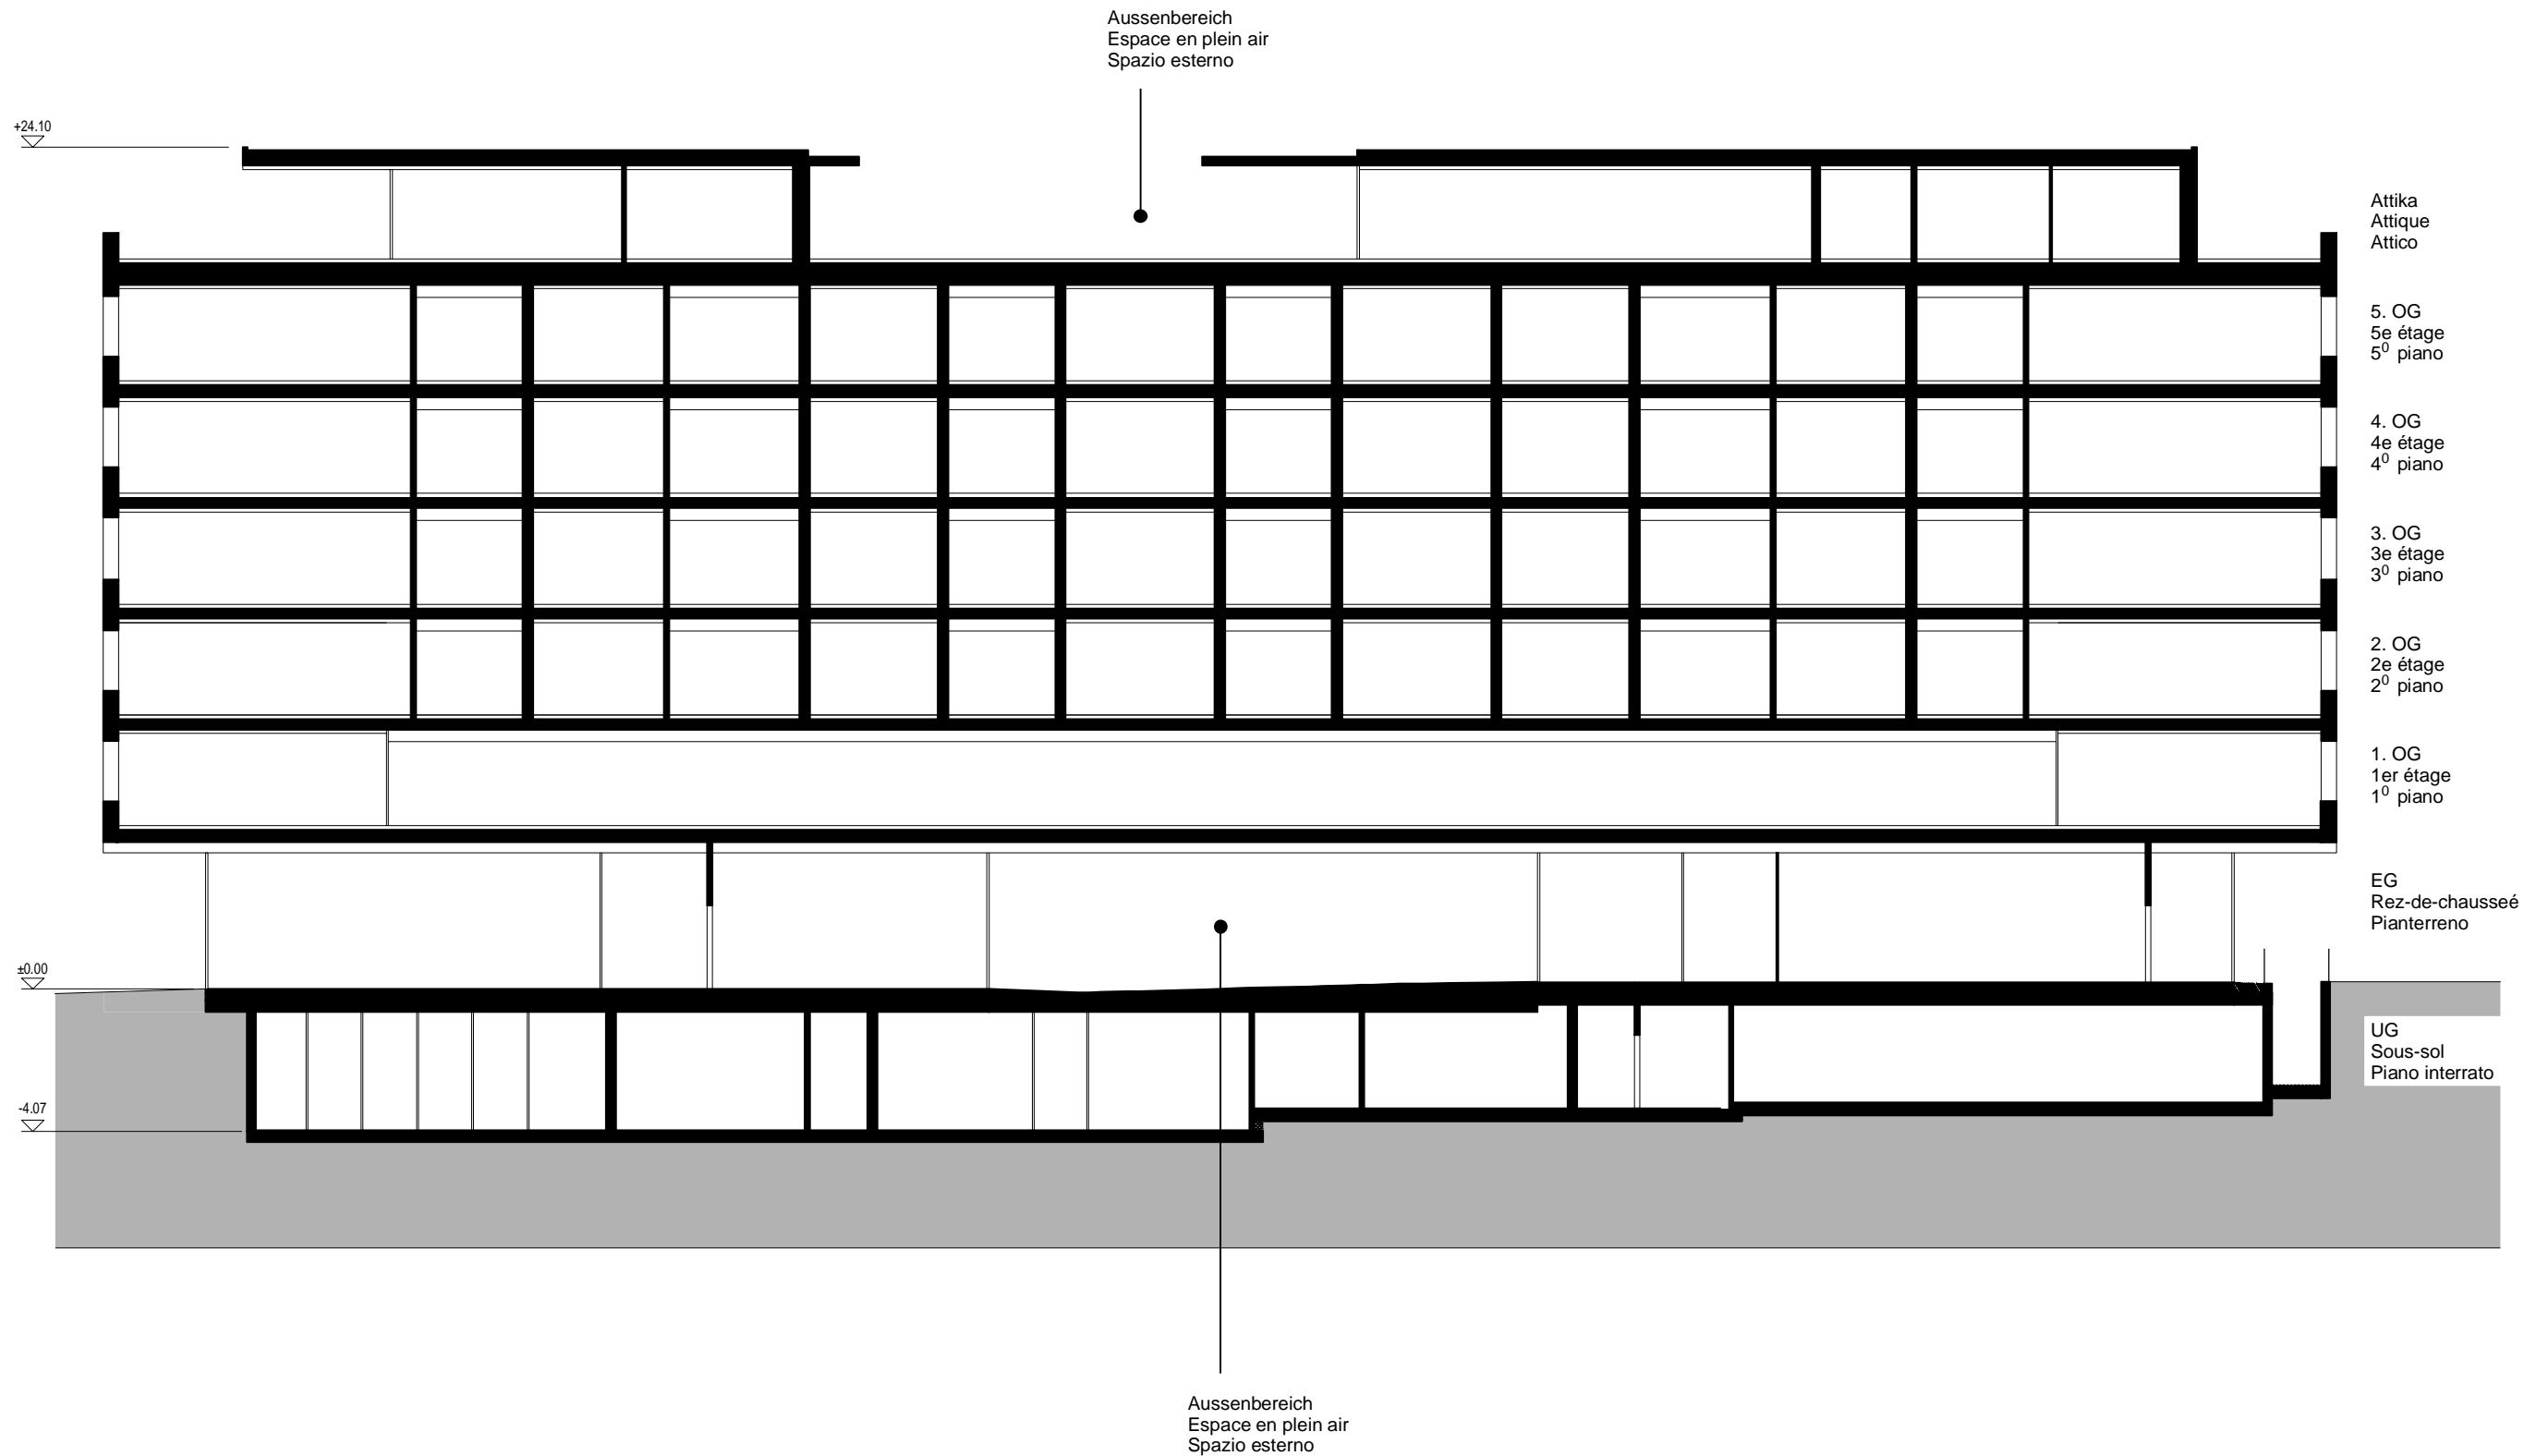 Aussenbereich
Espace en plein air
Spazio esterno
+24.10
Attika
Attique
Attico
5. OG
5e étage
5⁰ piano
4. OG
4e étage
4⁰ piano
3. OG
3e étage
3⁰ piano
2. OG
2e étage
2⁰ piano
1. OG
1er étage
1⁰ piano
EG
Rez-de-chausseé
Pianterreno
±0.00
UG
Sous-sol
Piano interrato
-4.07
Aussenbereich
Espace en plein air
Spazio esterno